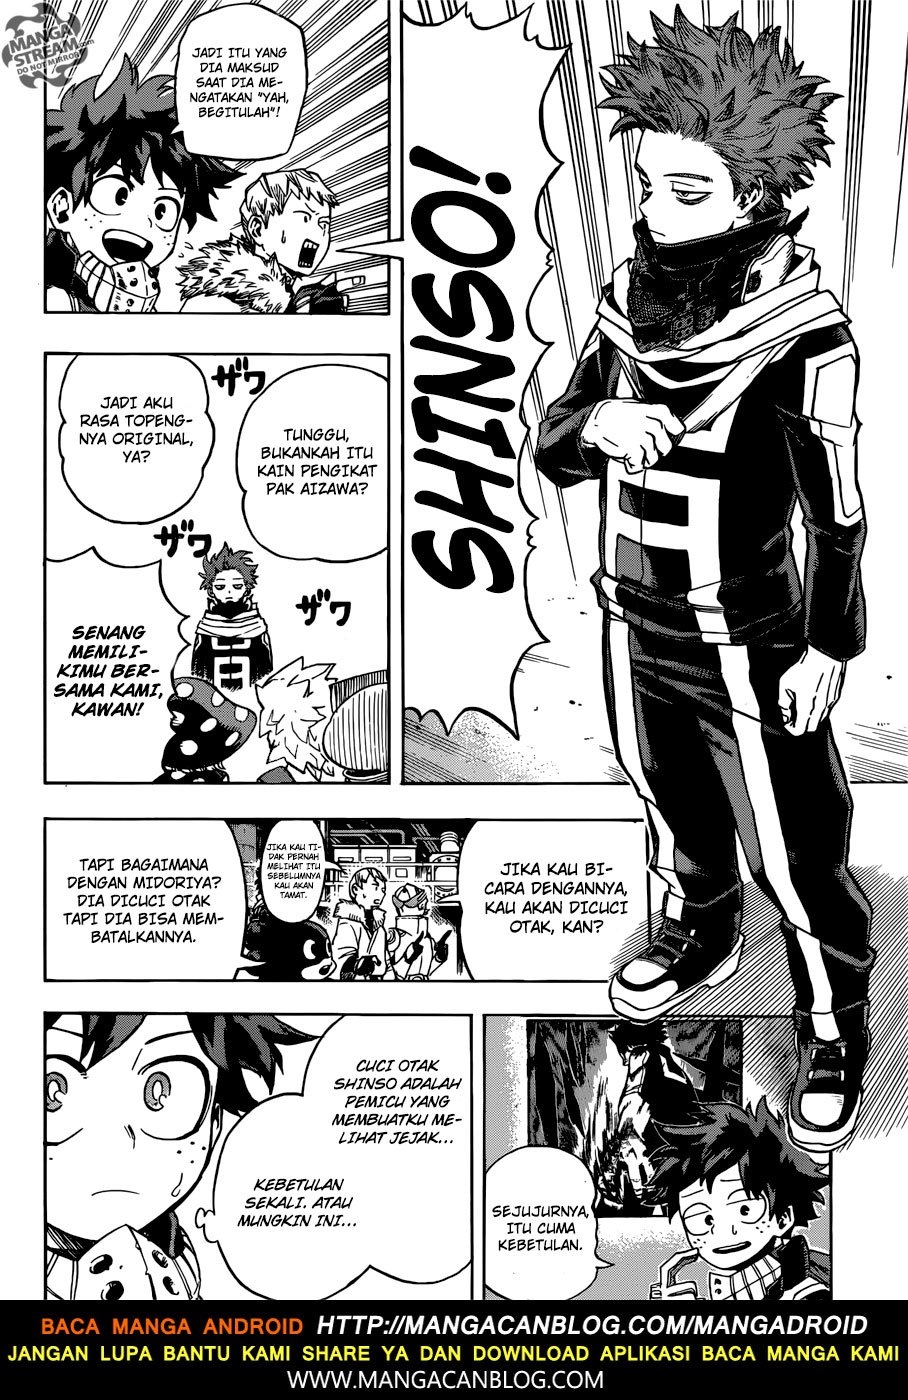 MANGA
STREAM.com
DO NOT MIRROR
JADI ITU YANG
DIA MAKSUD
SAAT DIA ME-
NGATAKAN "YAH,
BEGITULAH"!
SHINSO!
ザワ
JADI AKU
RASA TOPENG-
NYA ORIGINAL,
YA?
TUNGGU,
BUKANKAH ITU
KAIN PENGIKAT
PAK AIZAWA?
ザワ
ザワ
SENANG
MEMILI-
KIMU BER-
SAMA KAMI,
KAWAN!
TAPI BAGAIMANA
DENGAN MIDORIYA?
DIA DICUCI OTAK
TAPI DIA BISA MEM-
BATALKANNYA.
JIKA KAU TI-
DAK PERNAH
MELIHAT ITU
SEBELUMNYA
KAU AKAN
TAMAT.
JIKA KAU BI-
CARA DENGANNYA,
KAU AKAN DICUCI
OTAK, KAN?
CUCI OTAK
SHINSO ADALAH
PEMICU YANG
MEMBUATKU ME-
LIHAT JEJAK...
KEBETULAN
SEKALI. ATAU
MUNGKIN INI...
SEJUJURNYA,
ITU CUMA
KEBETULAN.
BACA MANGA ANDROID HTTP://MANGACANBLOG.COM/MANGADROID
JANGAN LUPA BANTU KAMI SHARE YA DAN DOWNLOAD APLIKASI BACA MANGA KAMI
WWW.MANGACANBLOG.COM